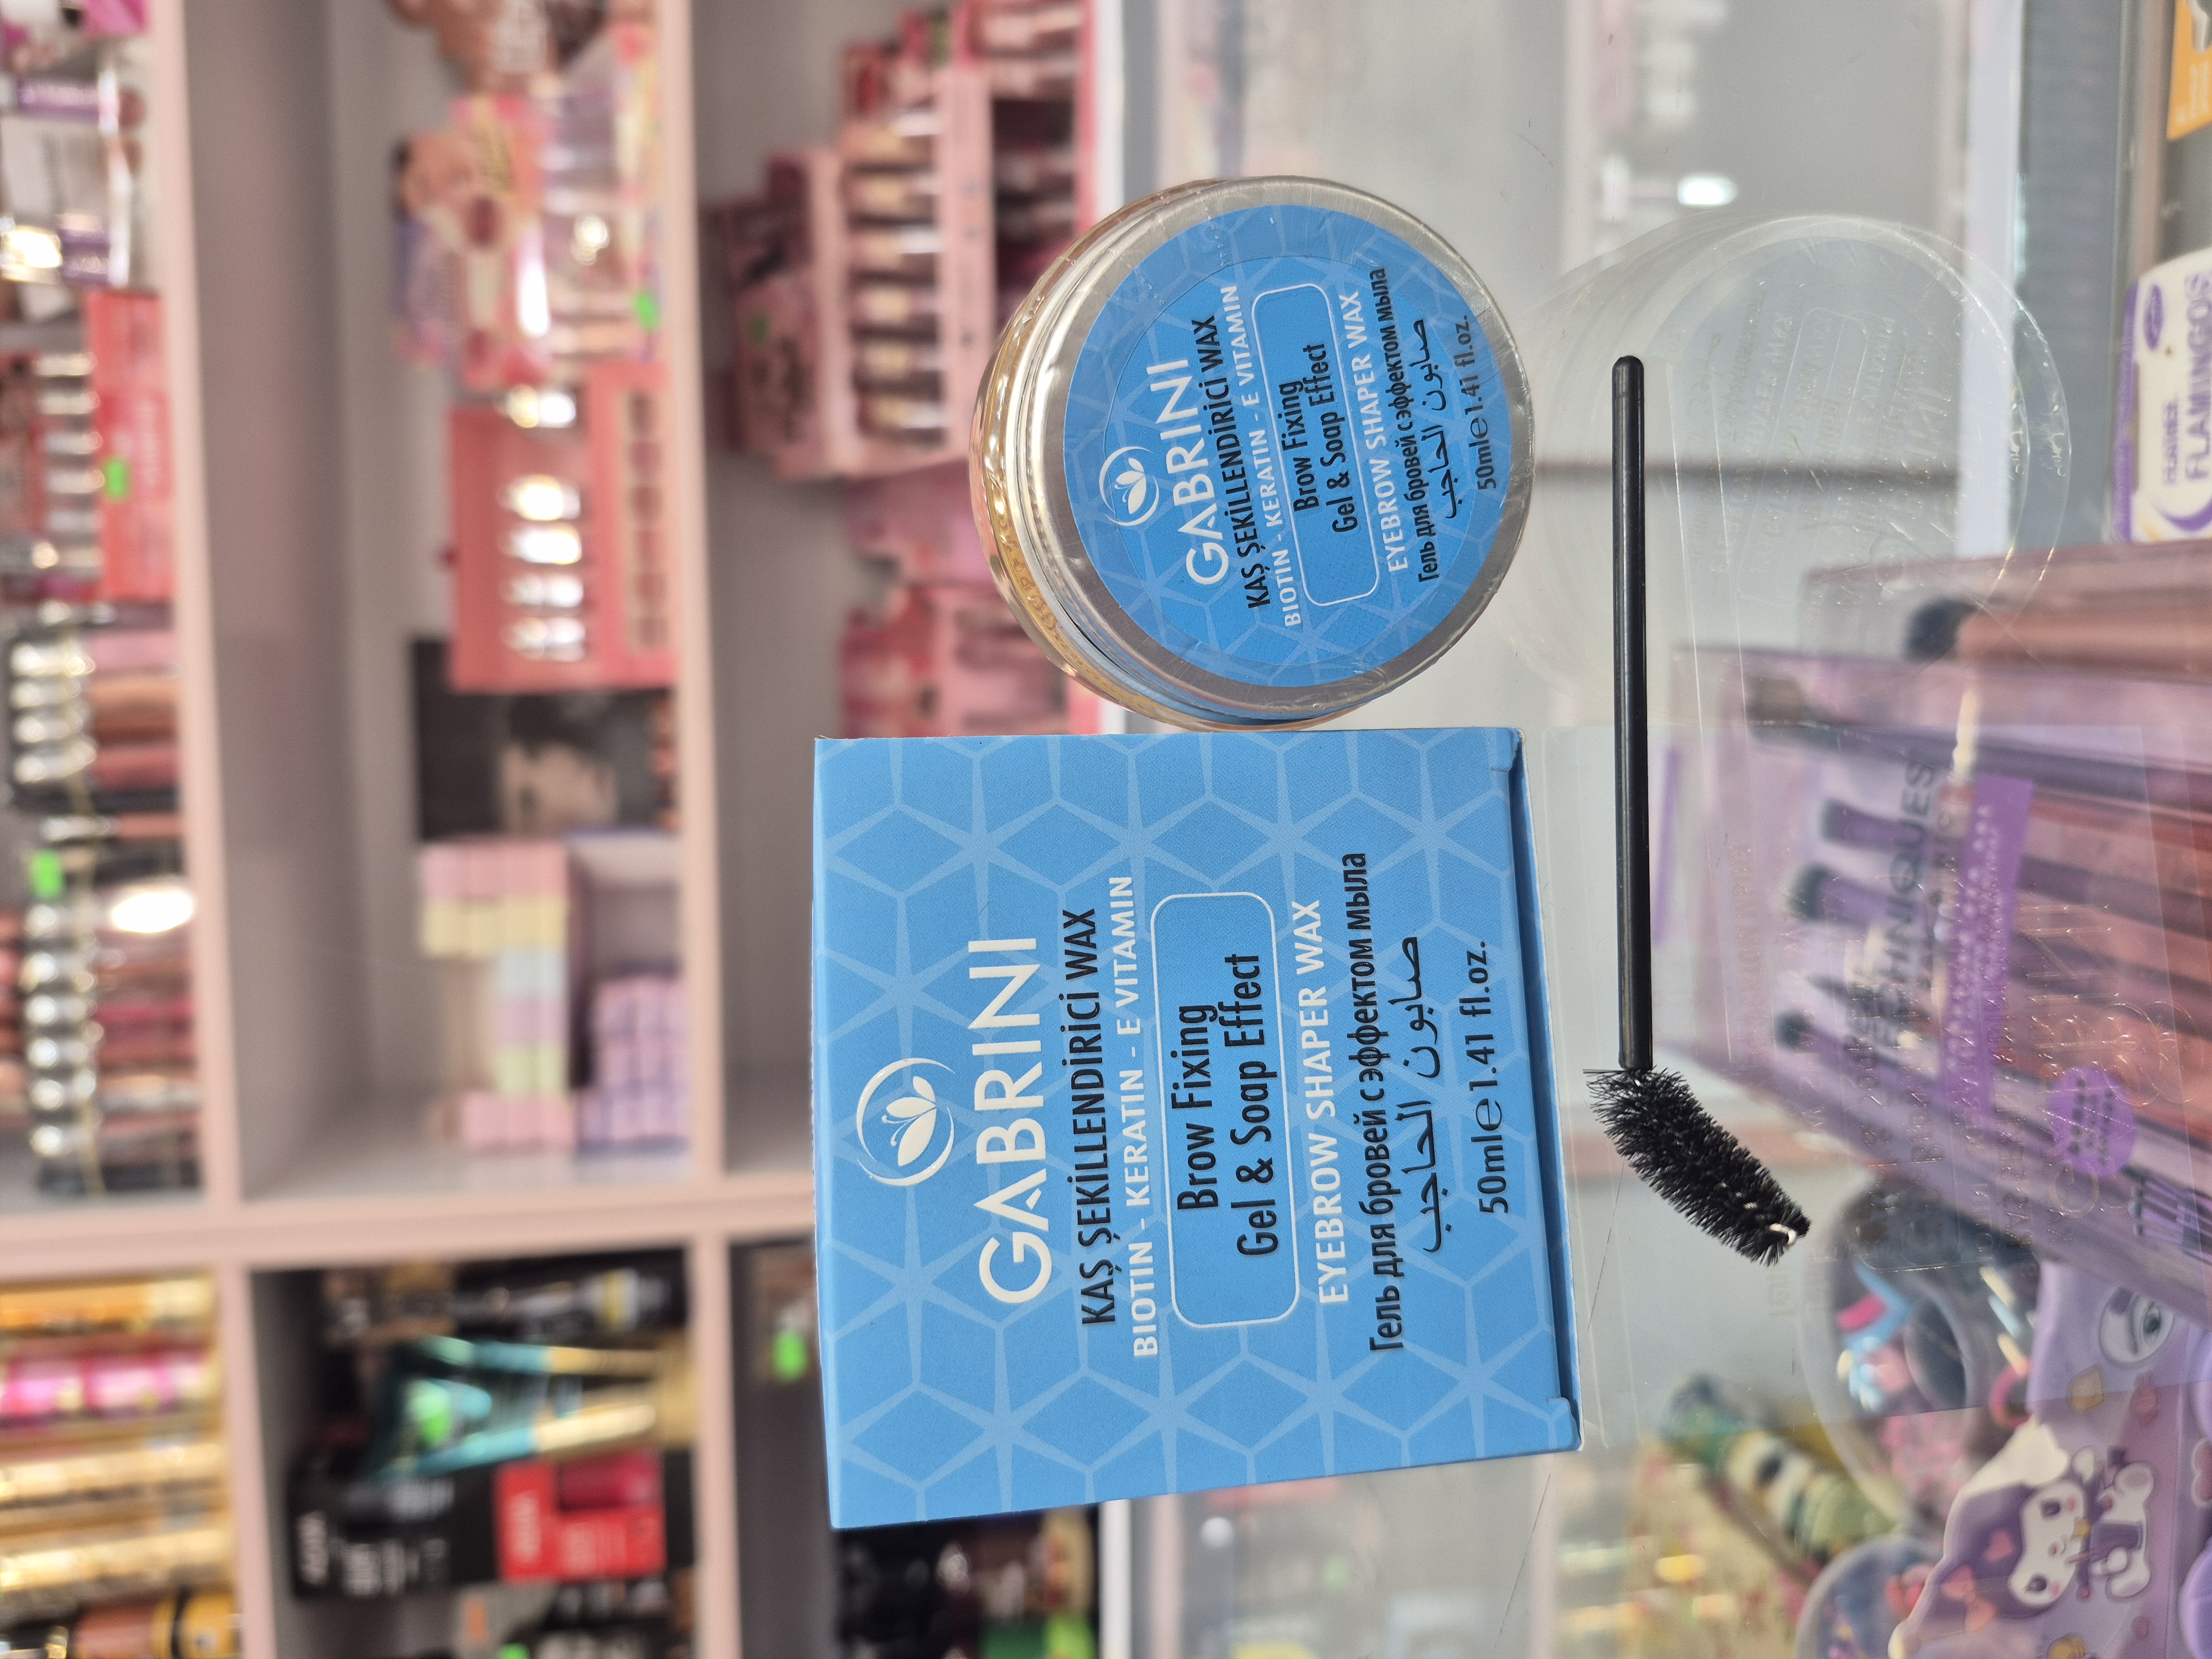 GABRINI
KAŞ ŞEKİLLENDİRİCİ WAX
BIOTIN - KERATIN - E VITAMIN
Brow Fixing
Gel & Soap Effect
EYEBROW SHAPER WAX
Гель для бровей с эффектом мыла
صابون الحاجب
50ml e 1.41 fl.oz.
GABRINI
KAŞ ŞEKİLLENDİRİCİ WAX
BIOTIN - KERATIN - E VITAMIN
Brow Fixing
Gel & Soap Effect
EYEBROW SHAPER WAX
Гель для бровей с эффектом мыла
صابون الحاجب
50ml e 1.41 fl.oz.
TECHNIQUES
FLAMINGOS